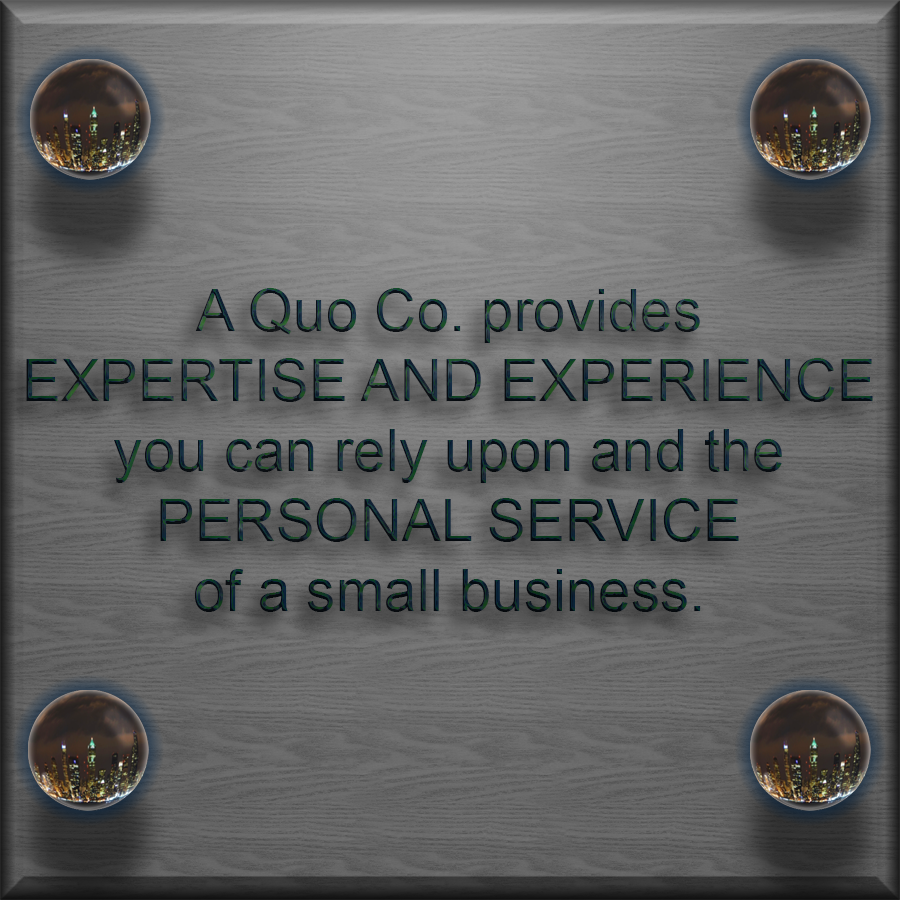 A Quo Co. provides
EXPERTISE AND EXPERIENCE
you can rely upon and the
PERSONAL SERVICE
of a small business.